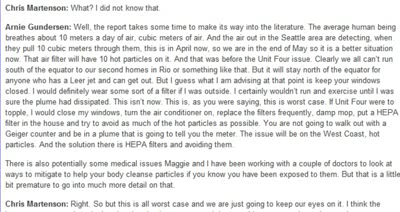 Chris Martenson: What? I did not know that.
Arnie Gundersen: Well, the report takes some time to make its way into the literature. The average human being
breathes about 10 meters a day of air, cubic meters of air. And the air out in the Seattle area are detecting, when
they pull 10 cubic meters through them, this is in April now, so we are in the end of May so it is a better situation
now. That air filter will have 10 hot particles on it. And that was before the Unit Four issue. Clearly we all can't run
south of the equator to our second homes in Rio or something like that. But it will stay north of the equator for
anyone who has a Leer jet and can get out. But I guess what I am advising at that point is keep your windows
closed. I would definitely wear some sort of a filter if I was outside. I certainly wouldn't run and exercise until I was
sure the plume had dissipated. This isn't now. This is, as you were saying, this is worst case. If Unit Four were to
topple, I would close my windows, turn the air conditioner on, replace the filters frequently, damp mop, put a HEPA
filter in the house and try to avoid as much of the hot particles as possible. You are not going to walk out with a
Geiger counter and be in a plume that is going to tell you the meter. The issue will be on the West Coast, hot
particles. And the solution there is HEPA filters and avoiding them.
There is also potentially some medical issues Maggie and I have been working with a couple of doctors to look at
ways to mitigate to help your body cleanse particles if you know you have been exposed to them. But that is a little
bit premature to go into much more detail on that.
Chris Martenson: Right. So but this is all worst case and we are just going to keep our eyes on it. I think the